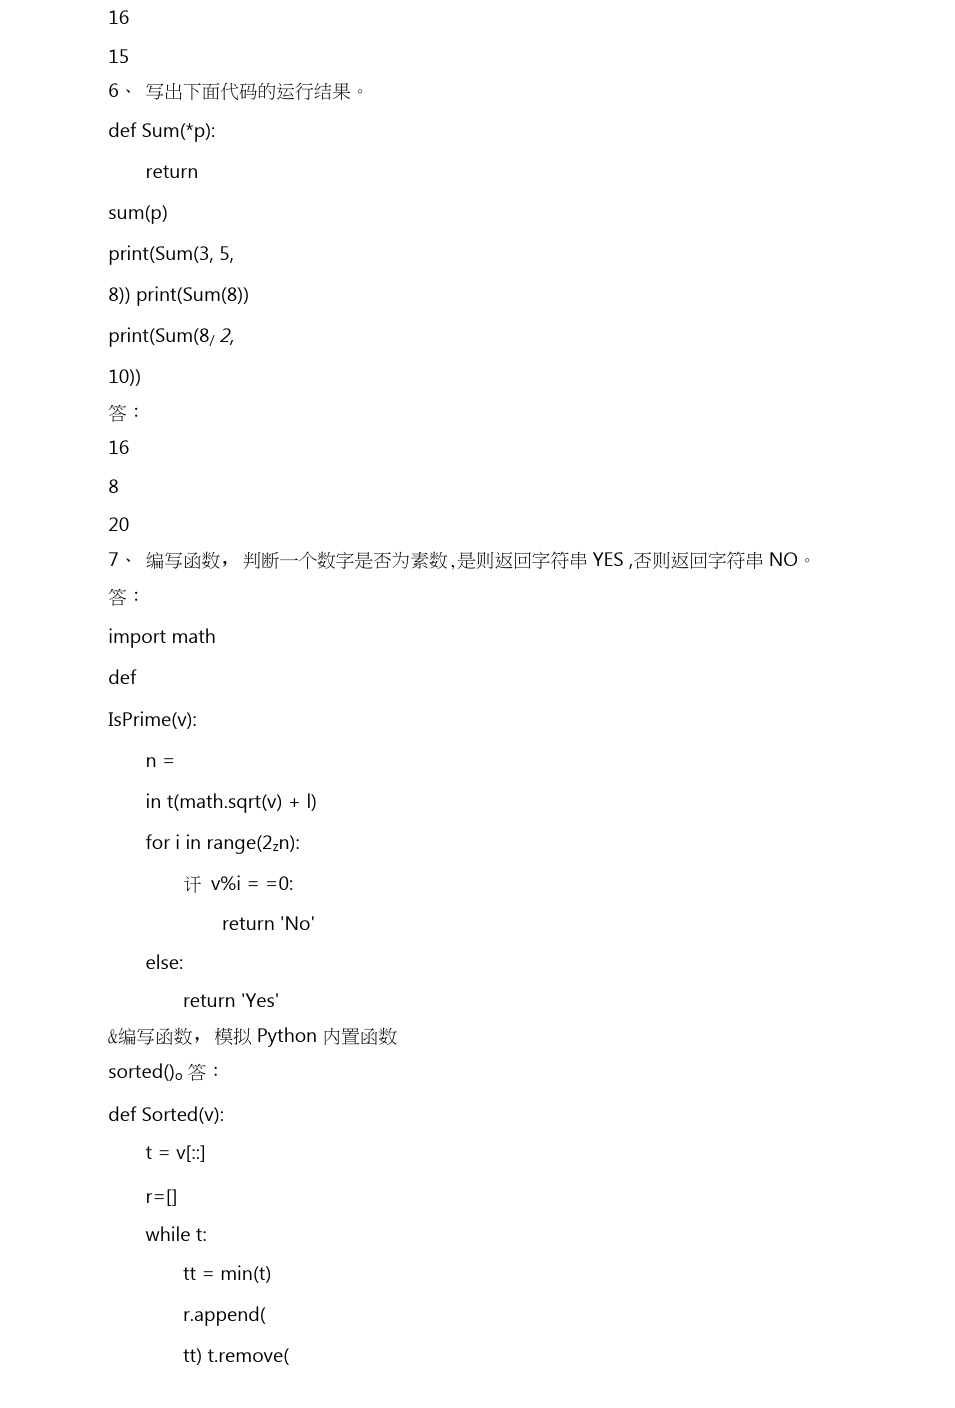 16
15
6、 写出下面代码的运行结果。
def Sum(*p):
return
sum(p)
print(Sum(3, 5,
8)) print(Sum(8))
print(Sum(8/ 2,
10))
答：
16
8
20
7、 编写函数， 判断一个数字是否为素数,是则返回字符串 YES ,否则返回字符串 NO。
答：
import math
def
IsPrime(v):
n =
in t(math.sqrt(v) + l)
for i in range(2zn):
讦 v%i = =0:
return 'No'
else:
return 'Yes'
&编写函数， 模拟 Python 内置函数
sorted()。答：
def Sorted(v):
t = v[::]
r=[]
while t:
tt = min(t)
r.append(
tt) t.remove(